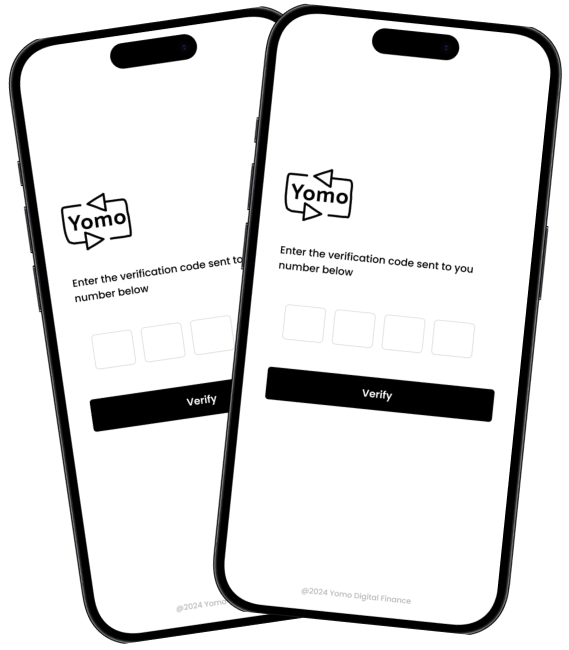 Yomo
Enter the verification code sent to
number below
Verify
@2024 Yomo
Yomo
Enter the verification code sent to you
number below
Verify
@2024 Yomo Digital Finance